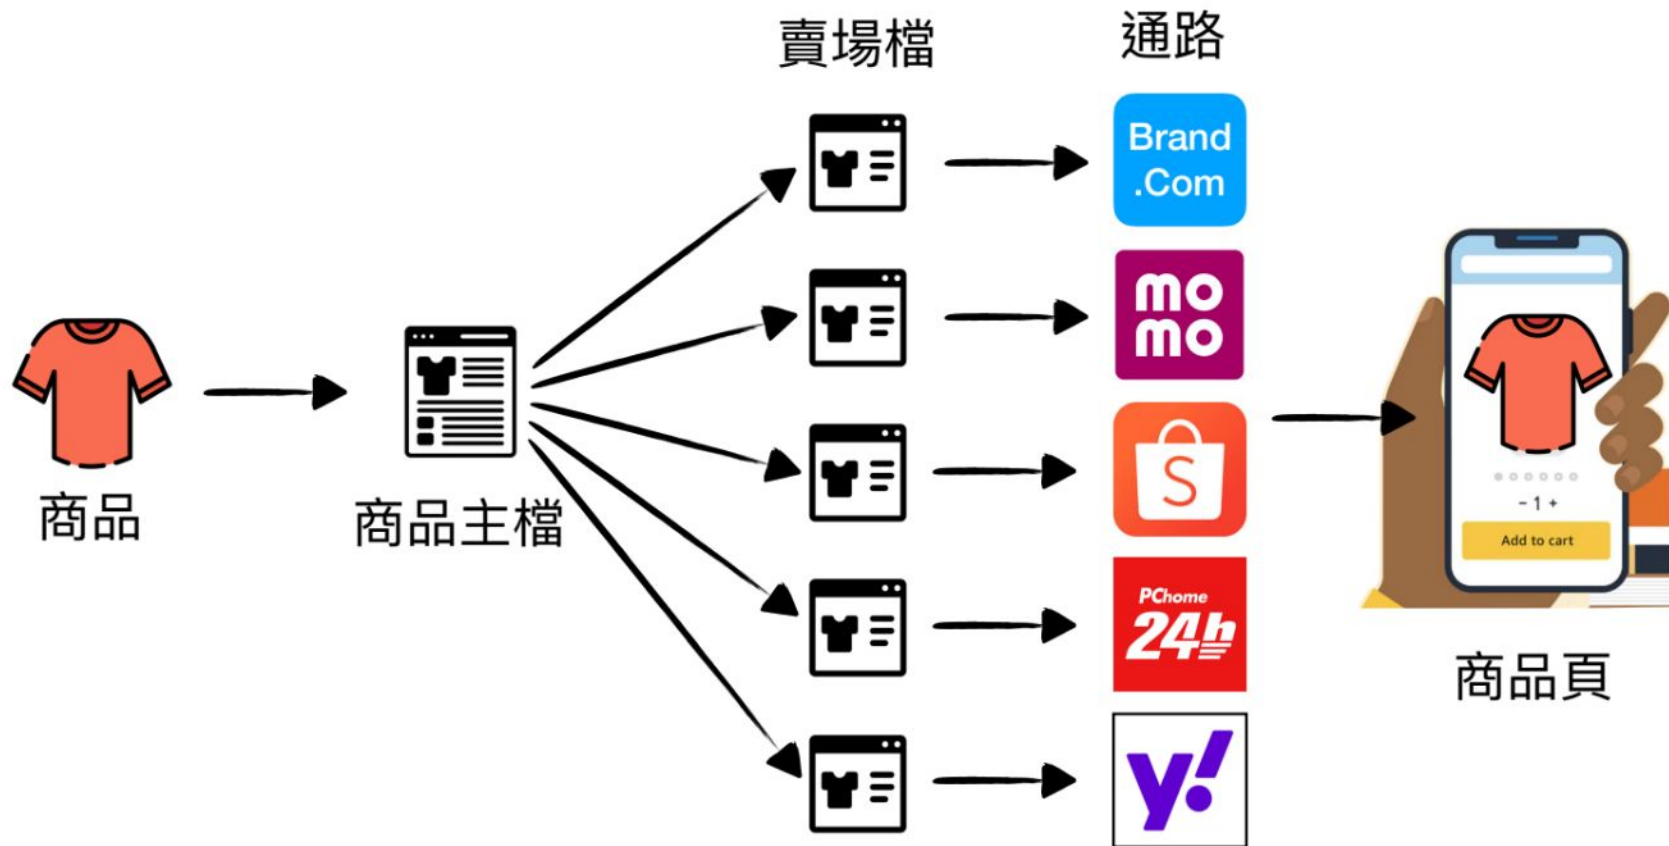 賣場檔
通路
Brand
.Com
mo
mo
S
PChome
24h
y!
商品
商品主檔
- 1 +
Add to cart
商品頁